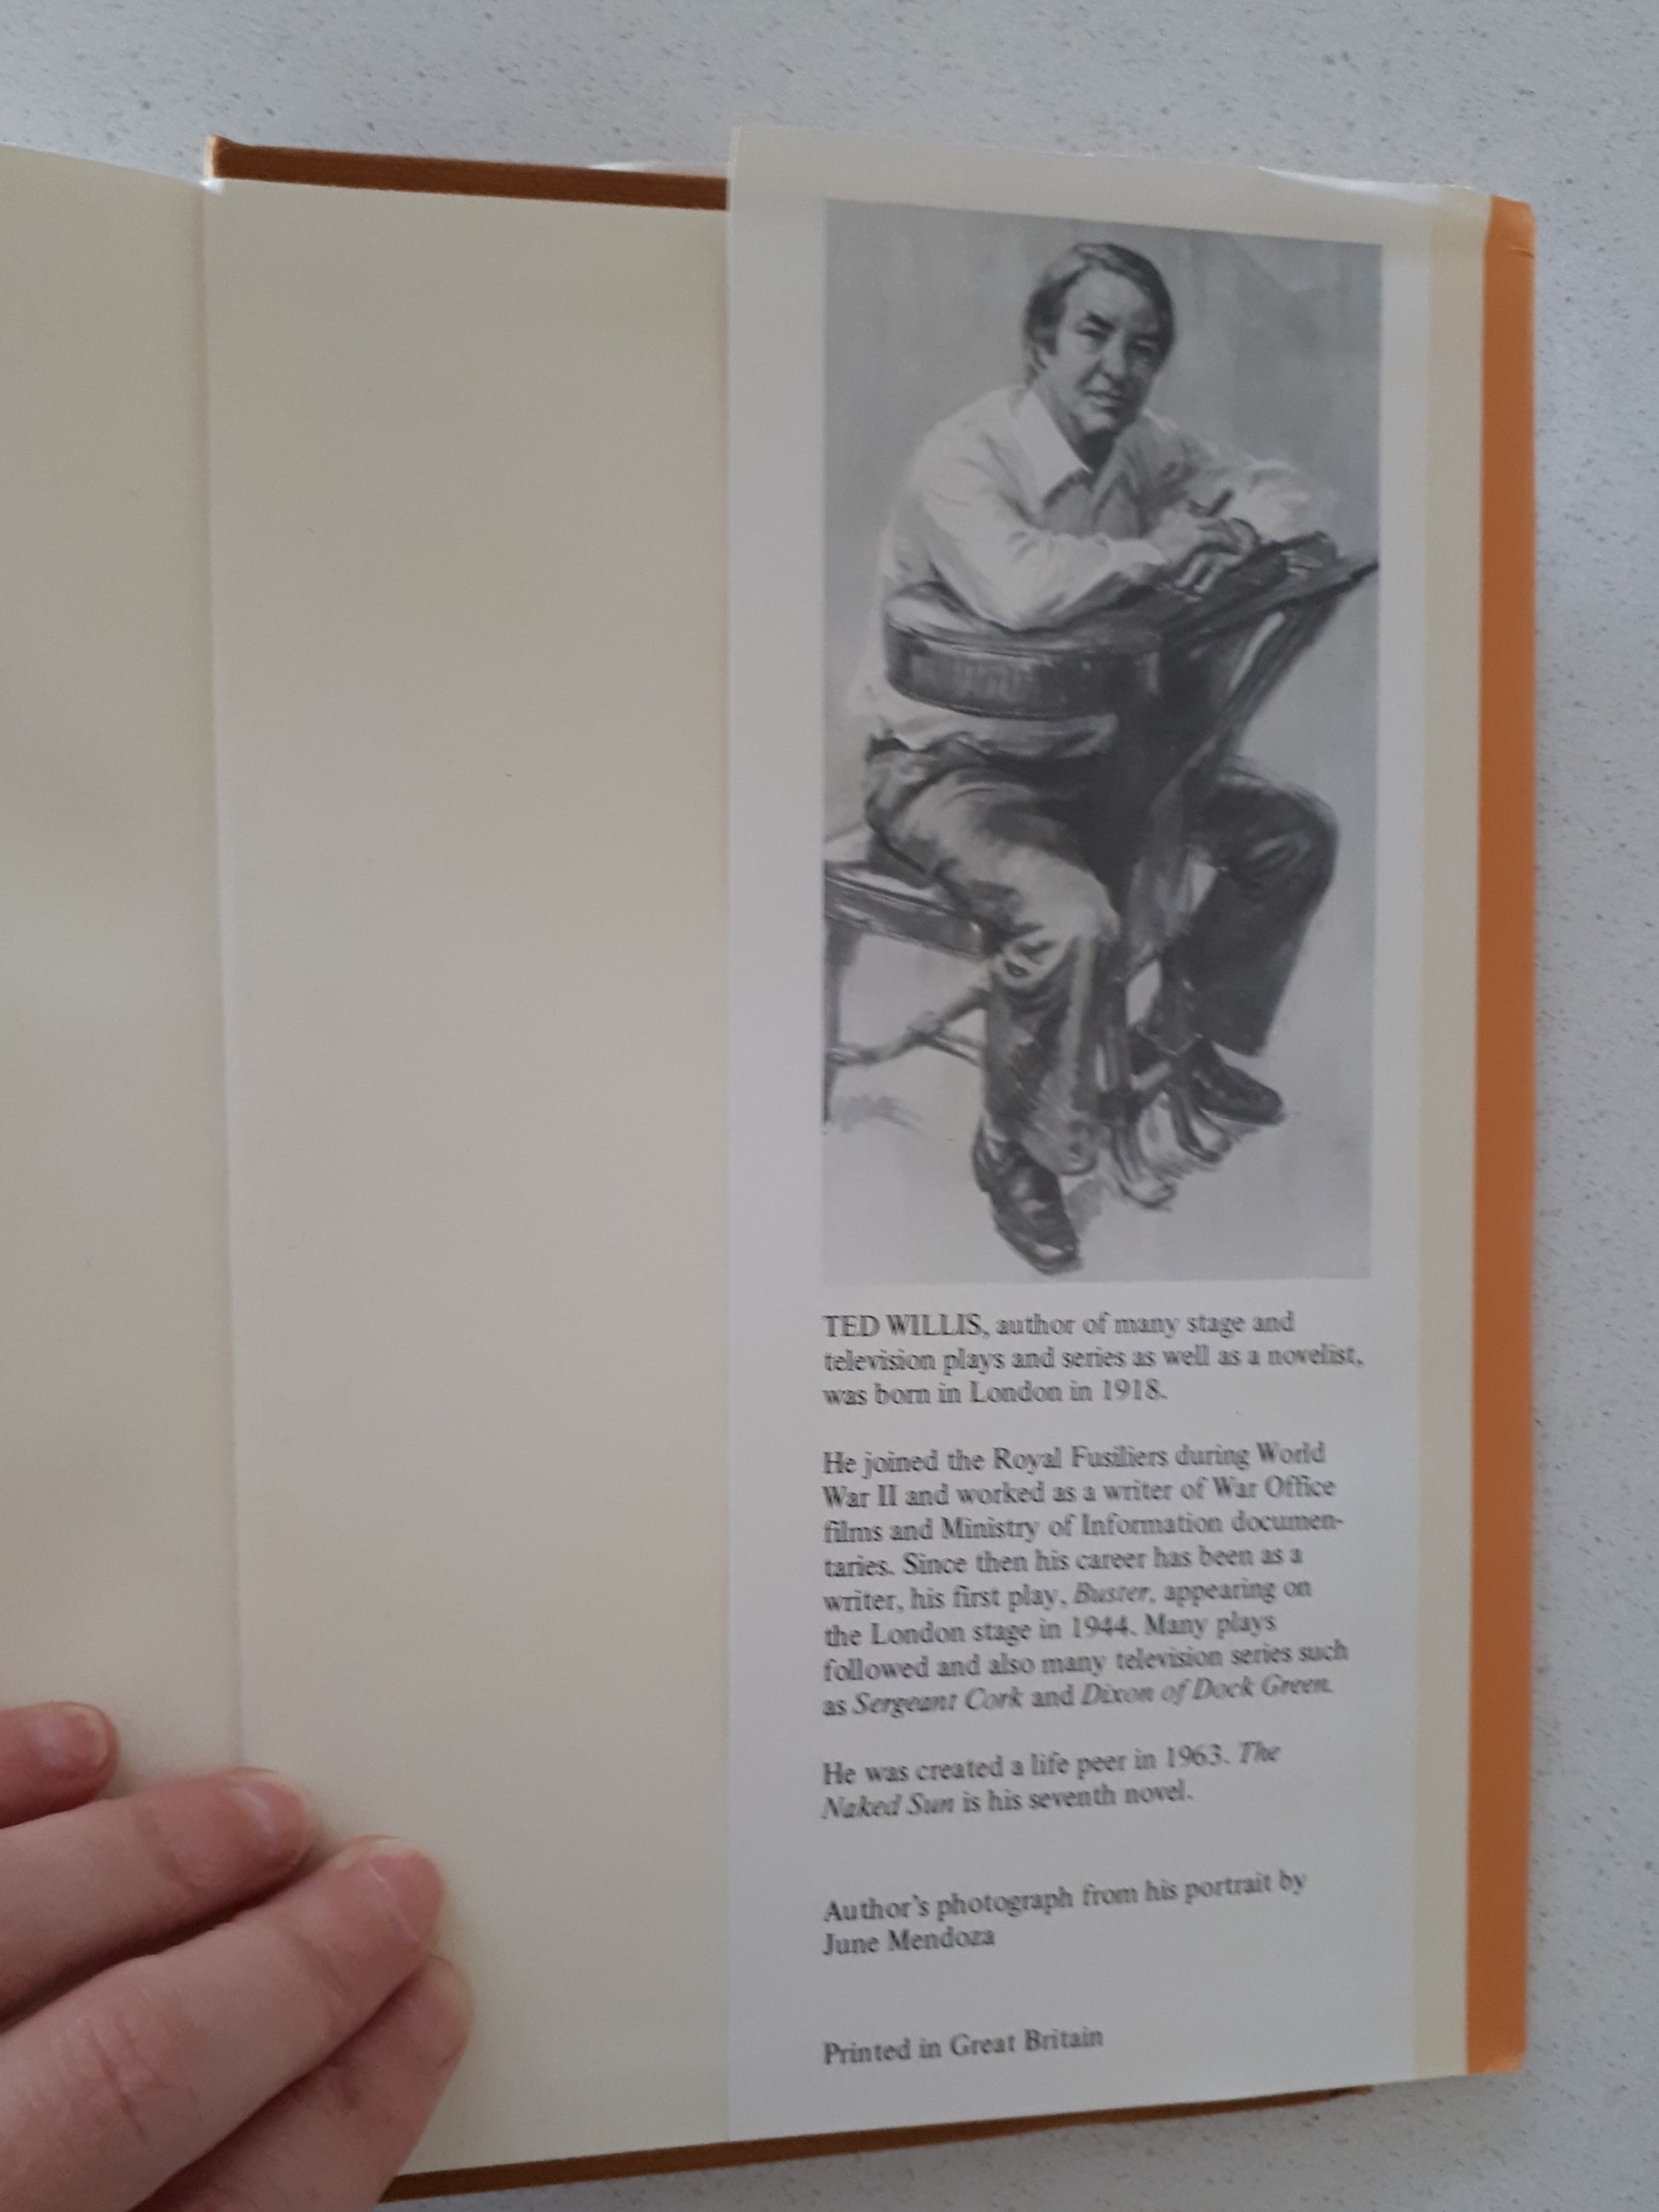 TED WILLIS, author of many stage and
television plays and series as well as a novelist,
was born in London in 1918.
He joined the Royal Fusiliers during World
War II and worked as a writer of War Office
films and Ministry of Information documen-
taries. Since then his career has been as a
writer, his first play, Buster, appearing on
the London stage in 1944. Many plays
followed and also many television series such
as Sergeant Cork and Dixon of Dock Green.
He was created a life peer in 1963. The
Naked Sun is his seventh novel.
Author's photograph from his portrait by
June Mendoza
Printed in Great Britain